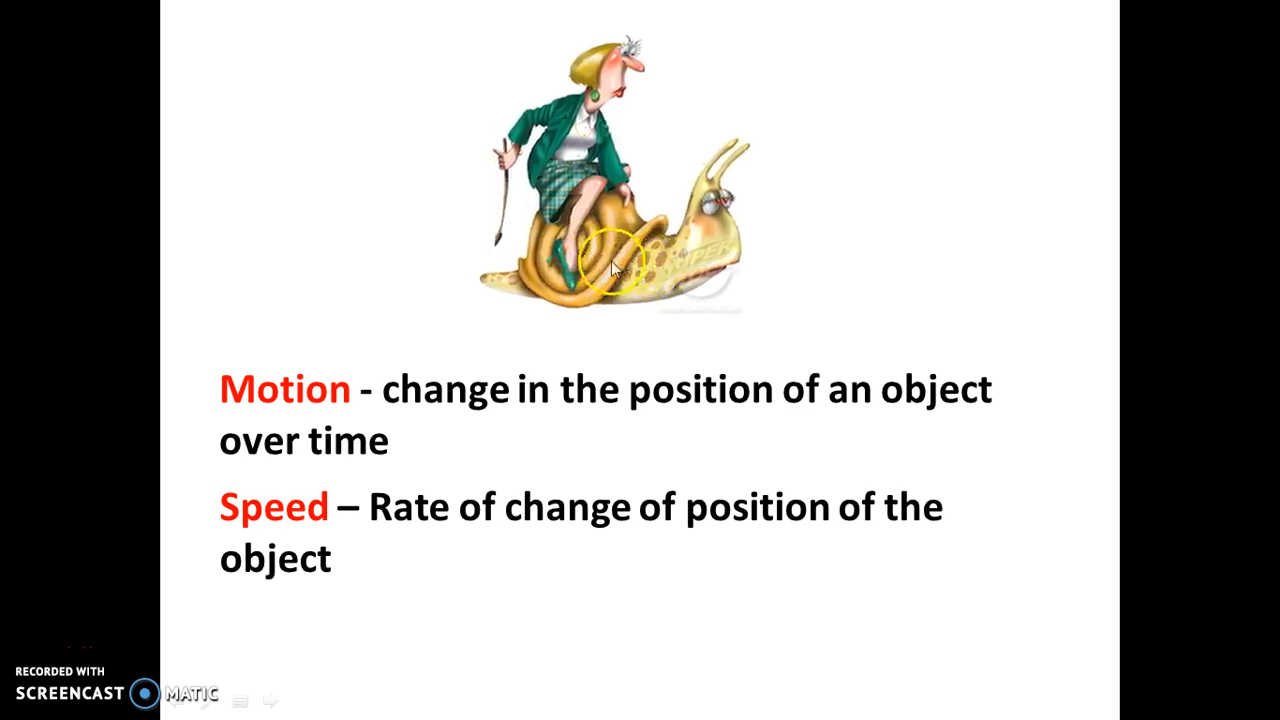 Motion - change in the position of an object
over time
Speed – Rate of change of position of the
object
RECORDED WITH
SCREENCAST MATIC